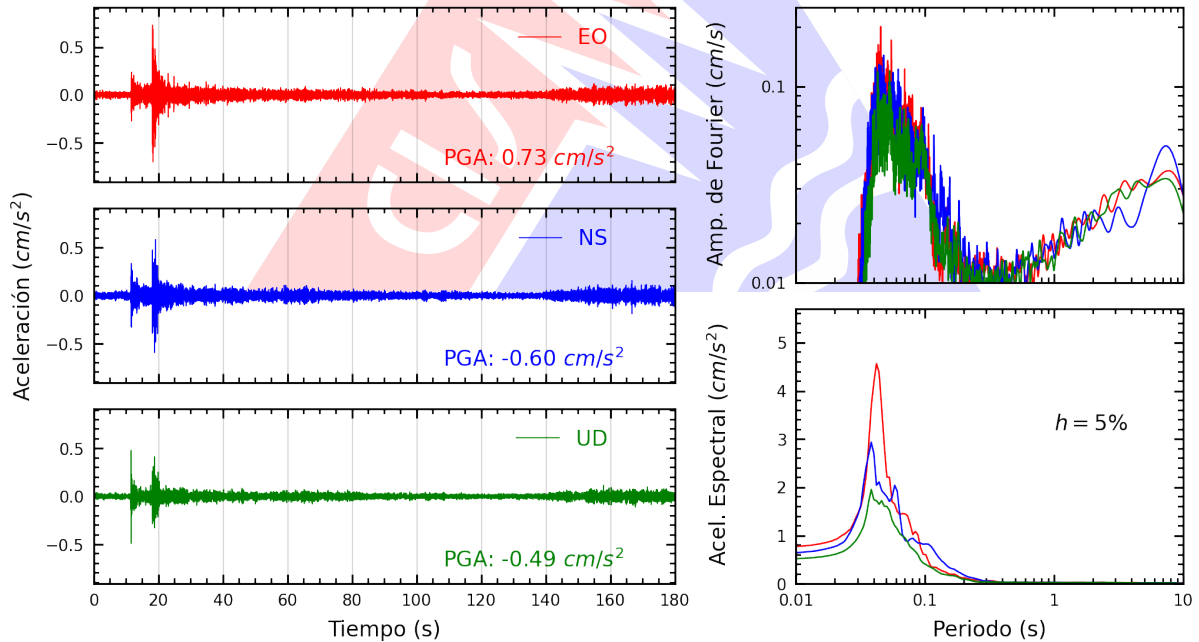 Aceleración (cm/s²)
0.5
0.0
−0.5
EO
PGA: 0.73 cm/s²
0.5
0.0
−0.5
NS
PGA: -0.60 cm/s²
0.5
0.0
−0.5
UD
PGA: -0.49 cm/s²
0 20 40 60 80 100 120 140 160 180
Tiempo (s)
Amp. de Fourier (cm/s)
0.1
0.01
Acel. Espectral (cm/s²)
5
4
3
2
1
0
h = 5%
0.01 0.1 1 10
Periodo (s)
CIS